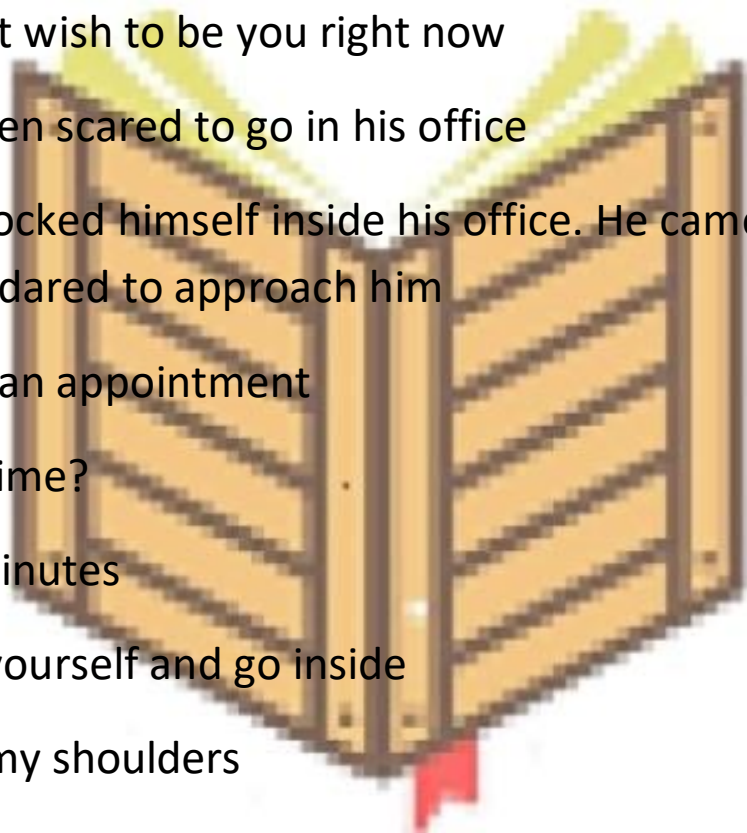 t wish to be you right now
en scared to go in his office
ocked himself inside his office. He came
dared to approach him
an appointment
ime?
inutes
yourself and go inside
my shoulders